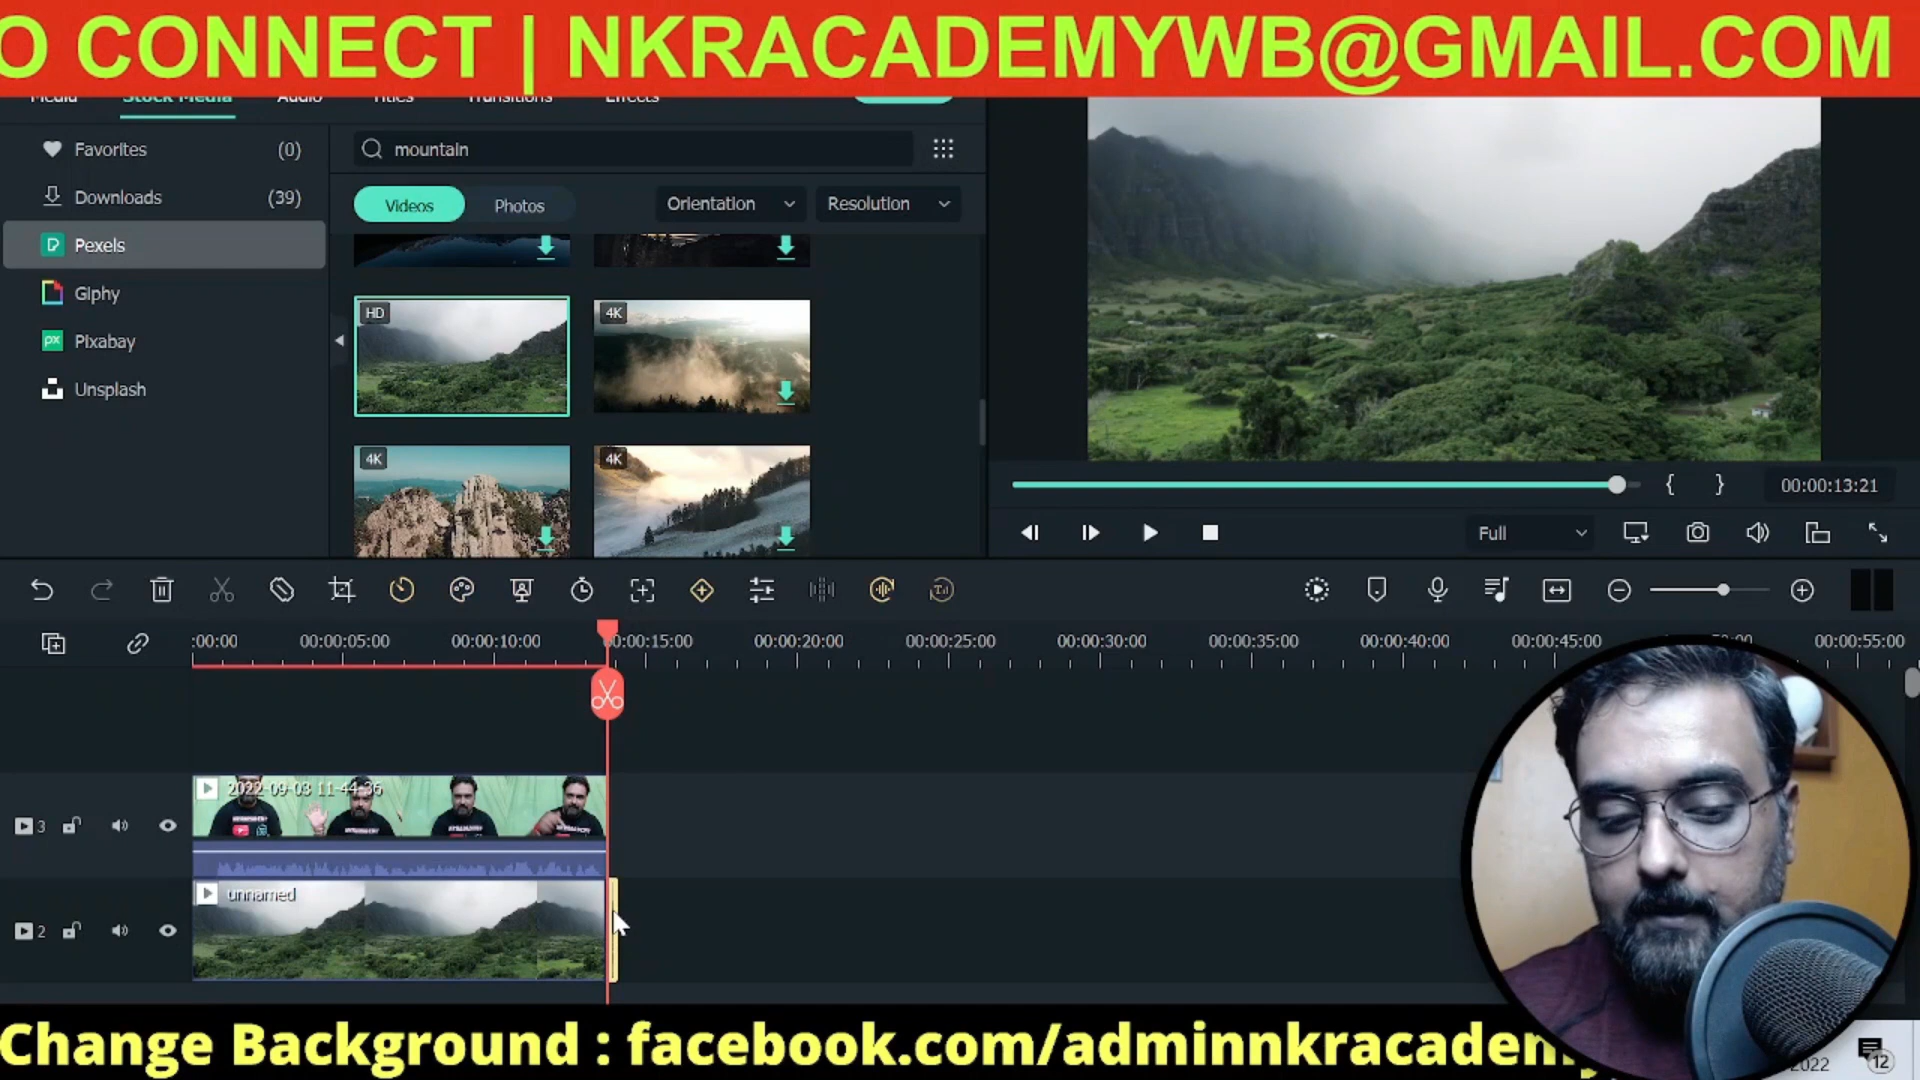 O CONNECT | NKRACADEMYWB@GMAIL.COM
Media Stock Media Audio Titles Transitions Effects
Favorites (0)
mountain
Downloads (39)
Videos Photos Orientation Resolution
Pexels
Giphy
HD 4K
Pixabay
Unsplash
4K 4K
{ } 00:00:13:21
Full
:00:00 00:00:05:00 00:00:10:00 00:00:15:00 00:00:20:00 00:00:25:00 00:00:30:00 00:00:35:00 00:00:40:00 00:00:45:00 00:00:55:00
2022-09-03 11-44-36
3
unnamed
2
Change Background : facebook.com/adminnkracadem
2022
12